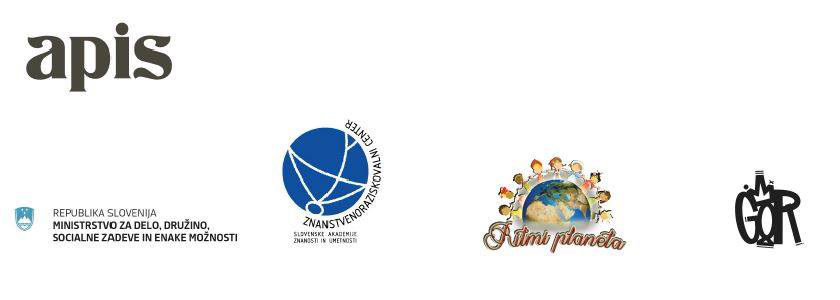 apis
ZNANSTVENORAZISKOVALNI CENTER
SLOVENSKE AKADEMIJE
ZNANOSTI IN UMETNOSTI
REPUBLIKA SLOVENIJA
MINISTRSTVO ZA DELO, DRUŽINO,
SOCIALNE ZADEVE IN ENAKE MOŽNOSTI
Ritmi planeta
GOR